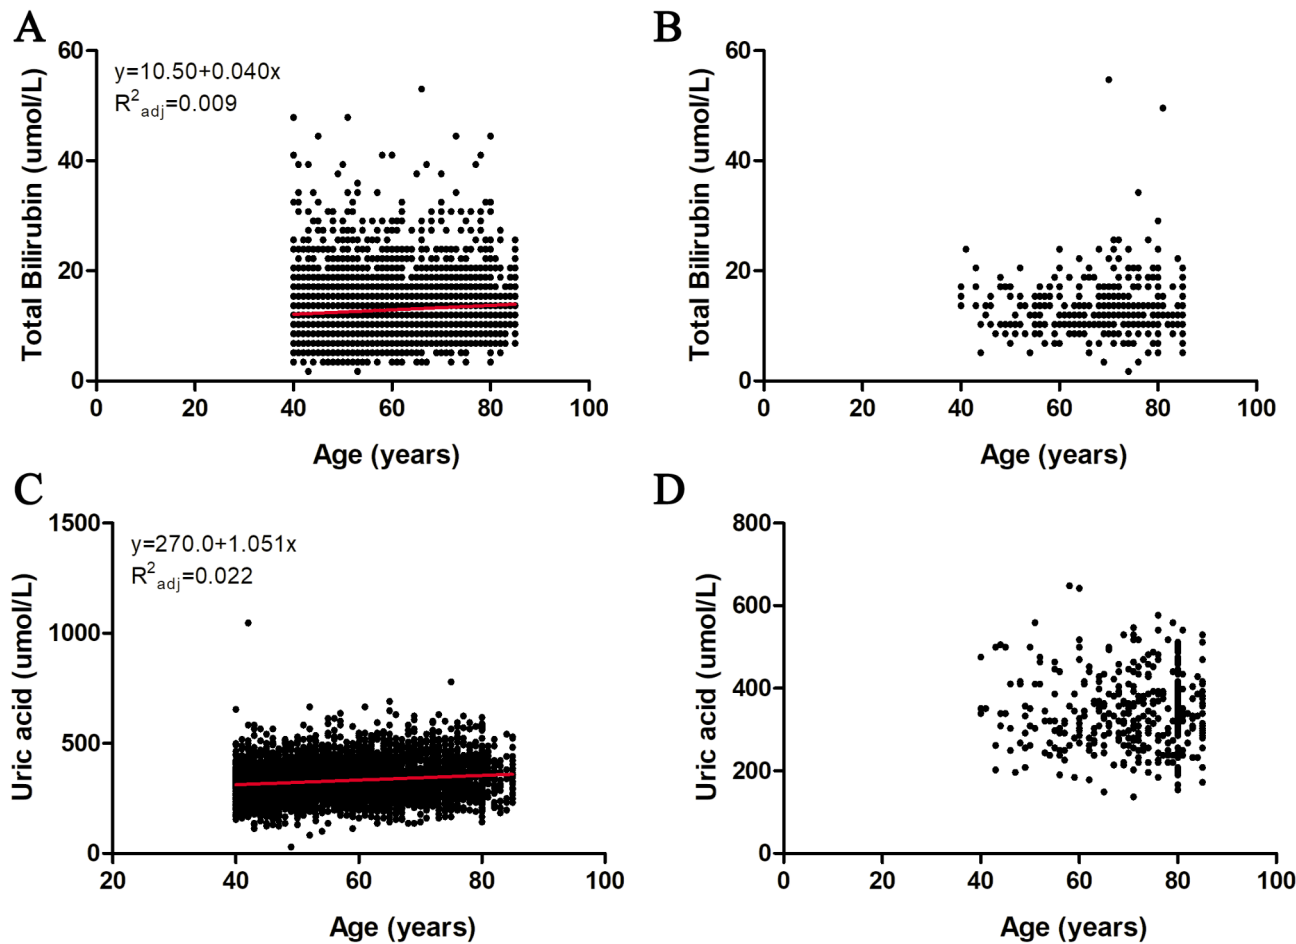 A
y=10.50+0.040x
R²adj=0.009
Total Bilirubin (umol/L)
60
40
20
0
0 20 40 60 80 100
Age (years)
B
Total Bilirubin (umol/L)
60
40
20
0
0 20 40 60 80 100
Age (years)
C
y=270.0+1.051x
R²adj=0.022
Uric acid (umol/L)
1500
1000
500
0
20 40 60 80 100
Age (years)
D
Uric acid (umol/L)
800
600
400
200
0
0 20 40 60 80 100
Age (years)